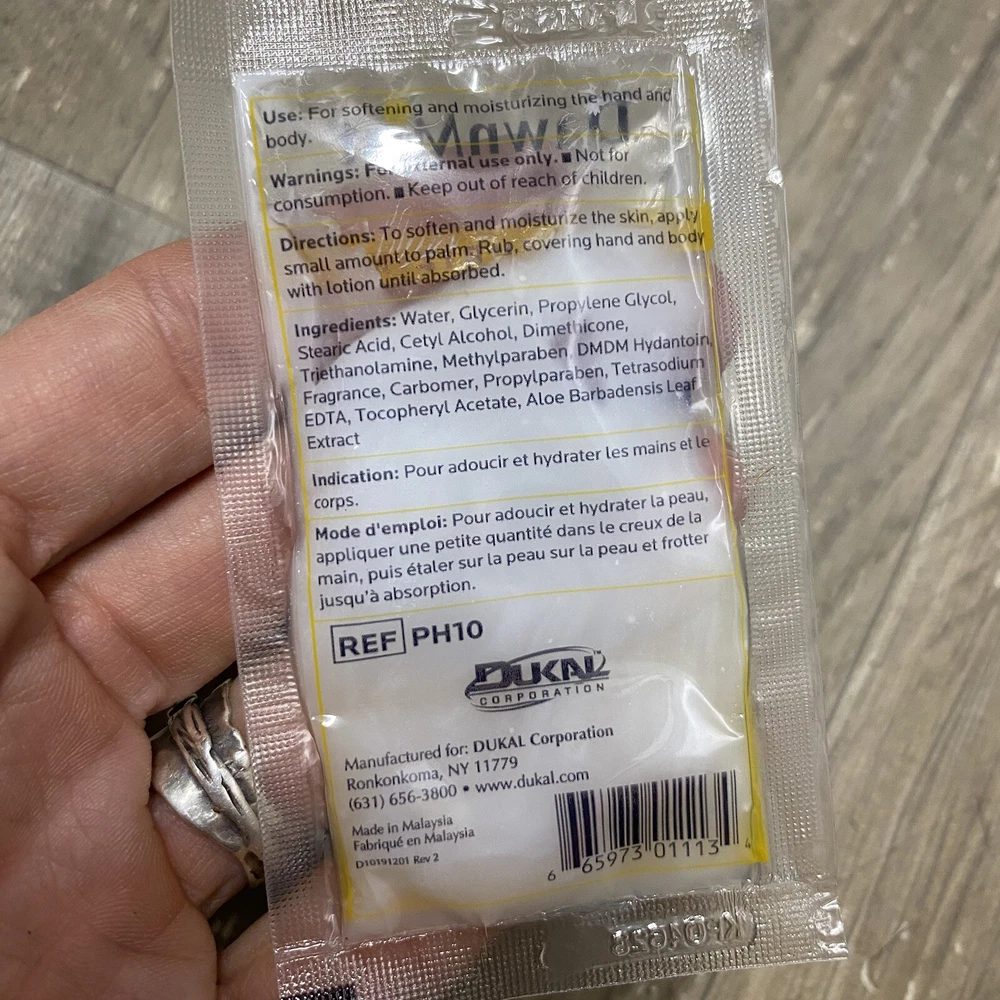 Use: For softening and moisturizing the hand and
body.
Warnings: For external use only. ■ Not for
consumption. ■ Keep out of reach of children.
Directions: To soften and moisturize the skin, apply
small amount to palm. Rub, covering hand and body
with lotion until absorbed.
Ingredients: Water, Glycerin, Propylene Glycol,
Stearic Acid, Cetyl Alcohol, Dimethicone,
Triethanolamine, Methylparaben, DMDM Hydantoin,
Fragrance, Carbomer, Propylparaben, Tetrasodium
EDTA, Tocopheryl Acetate, Aloe Barbadensis Leaf
Extract
Indication: Pour adoucir et hydrater les mains et le
corps.
Mode d'emploi: Pour adoucir et hydrater la peau,
appliquer une petite quantité dans le creux de la
main, puis étaler sur la peau sur la peau et frotter
jusqu'à absorption.
REF PH10
DUKAL™
CORPORATION
Manufactured for: DUKAL Corporation
Ronkonkoma, NY 11779
(631) 656-3800 • www.dukal.com
Made in Malaysia
Fabriqué en Malaysia
D10191201 Rev 2
6 65973 01113 4